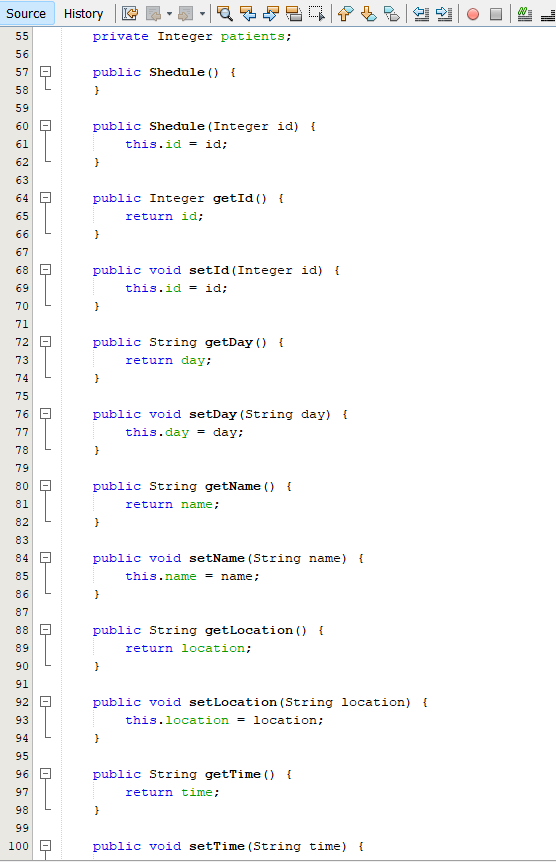 Source History
55 private Integer patients;
56
57 public Shedule() {
58 }
59
60 public Shedule(Integer id) {
61 this.id = id;
62 }
63
64 public Integer getId() {
65 return id;
66 }
67
68 public void setId(Integer id) {
69 this.id = id;
70 }
71
72 public String getDay() {
73 return day;
74 }
75
76 public void setDay(String day) {
77 this.day = day;
78 }
79
80 public String getName() {
81 return name;
82 }
83
84 public void setName(String name) {
85 this.name = name;
86 }
87
88 public String getLocation() {
89 return location;
90 }
91
92 public void setLocation(String location) {
93 this.location = location;
94 }
95
96 public String getTime() {
97 return time;
98 }
99
100 public void setTime(String time) {